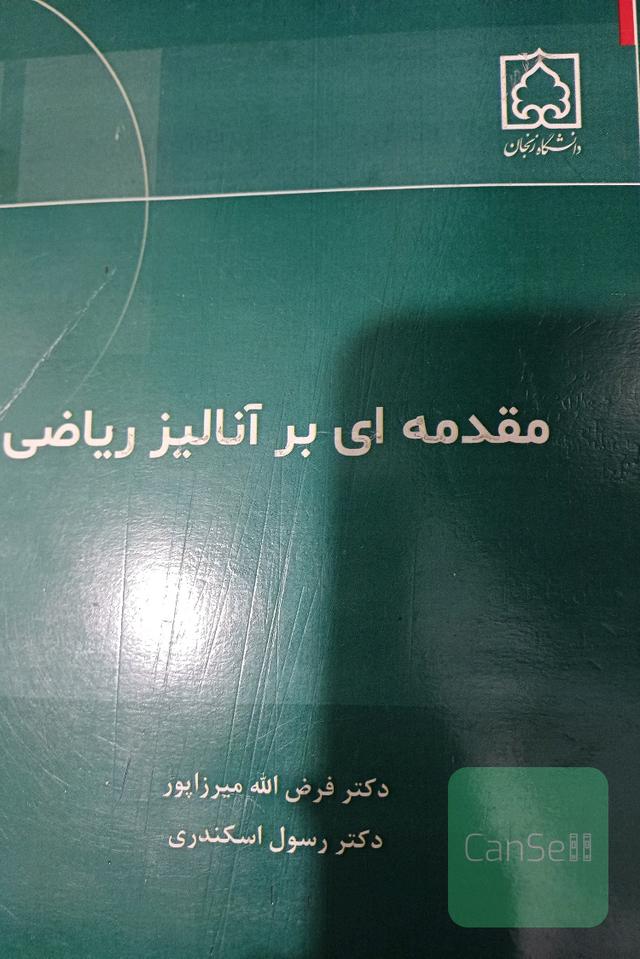 دانشگاه زنجان
مقدمه ای بر آنالیز ریاضی
دکتر فرض الله میرزاپور
دکتر رسول اسکندری
CanSell